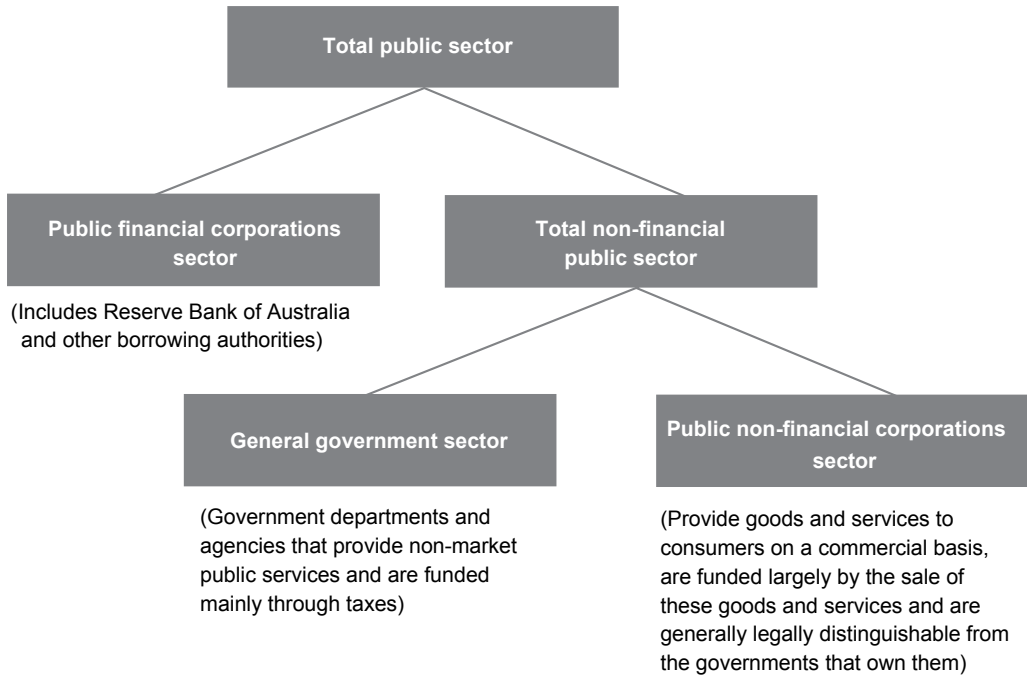 Total public sector
Public financial corporations
sector
Total non-financial
public sector
(Includes Reserve Bank of Australia
and other borrowing authorities)
General government sector
Public non-financial corporations
sector
(Government departments and
agencies that provide non-market
public services and are funded
mainly through taxes)
(Provide goods and services to
consumers on a commercial basis,
are funded largely by the sale of
these goods and services and are
generally legally distinguishable from
the governments that own them)